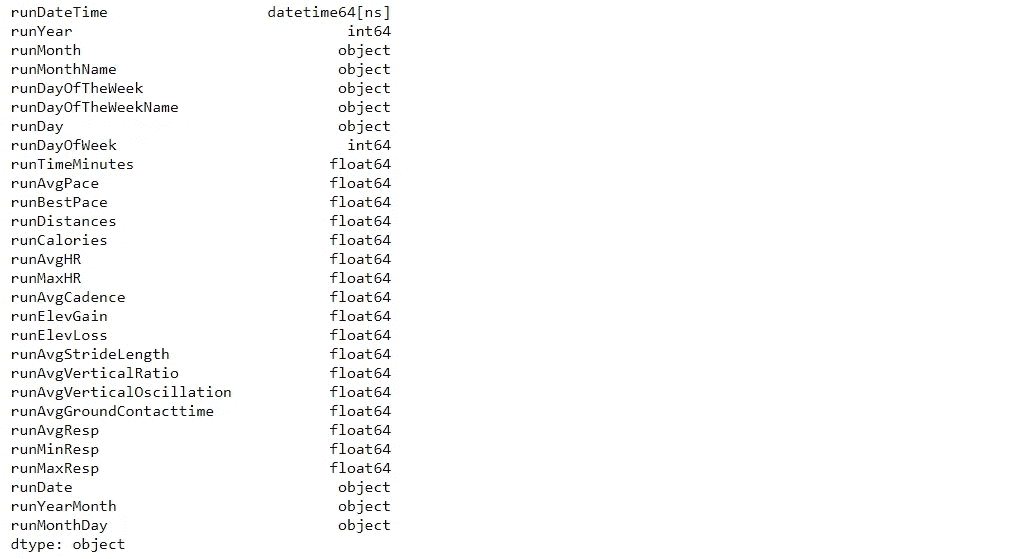 runDateTime datetime64[ns]
runYear int64
runMonth object
runMonthName object
runDayOfTheWeek object
runDayOfTheWeekName object
runDay object
runDayOfWeek int64
runTimeMinutes float64
runAvgPace float64
runBestPace float64
runDistances float64
runCalories float64
runAvgHR float64
runMaxHR float64
runAvgCadence float64
runElevGain float64
runElevLoss float64
runAvgStrideLength float64
runAvgVerticalRatio float64
runAvgVerticalOscillation float64
runAvgGroundContacttime float64
runAvgResp float64
runMinResp float64
runMaxResp float64
runDate object
runYearMonth object
runMonthDay object
dtype: object